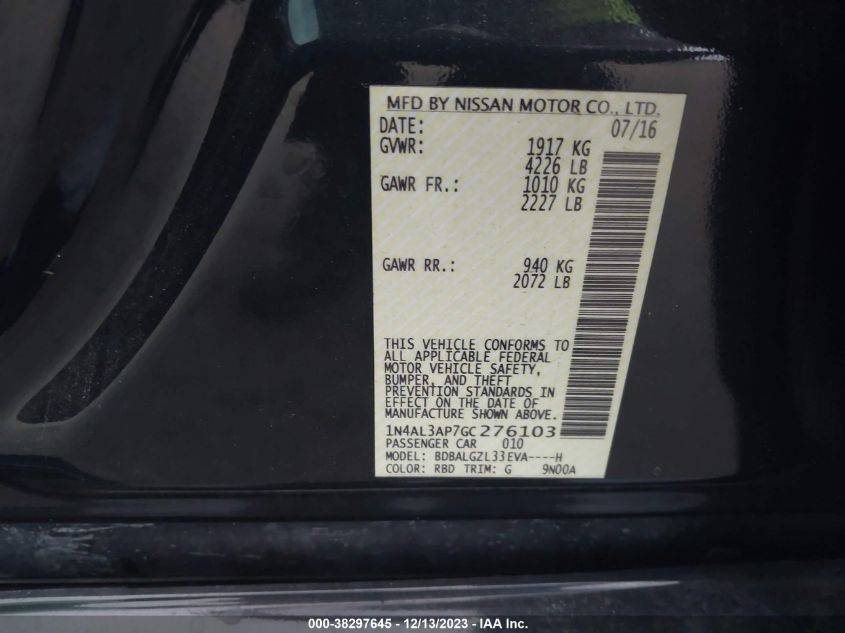 MFD BY NISSAN MOTOR CO., LTD.
DATE: 07/16
GVWR: 1917 KG
4226 LB
GAWR FR.: 1010 KG
2227 LB
GAWR RR.: 940 KG
2072 LB
THIS VEHICLE CONFORMS TO
ALL APPLICABLE FEDERAL
MOTOR VEHICLE SAFETY,
BUMPER, AND THEFT
PREVENTION STANDARDS IN
EFFECT ON THE DATE OF
MANUFACTURE SHOWN ABOVE.
1N4AL3AP7GC276103
PASSENGER CAR 010
MODEL: BDBALGZL33EVA----H
COLOR: RBD TRIM: G 9N00A
000-38297645 - 12/13/2023 - IAA Inc.